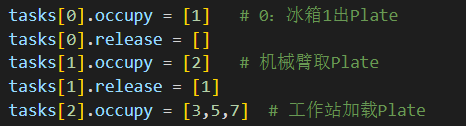 tasks[0].occupy = [1]   # 0：冰箱1出Plate
tasks[0].release = []
tasks[1].occupy = [2]   # 机械臂取Plate
tasks[1].release = [1]
tasks[2].occupy = [3,5,7]  # 工作站加载Plate